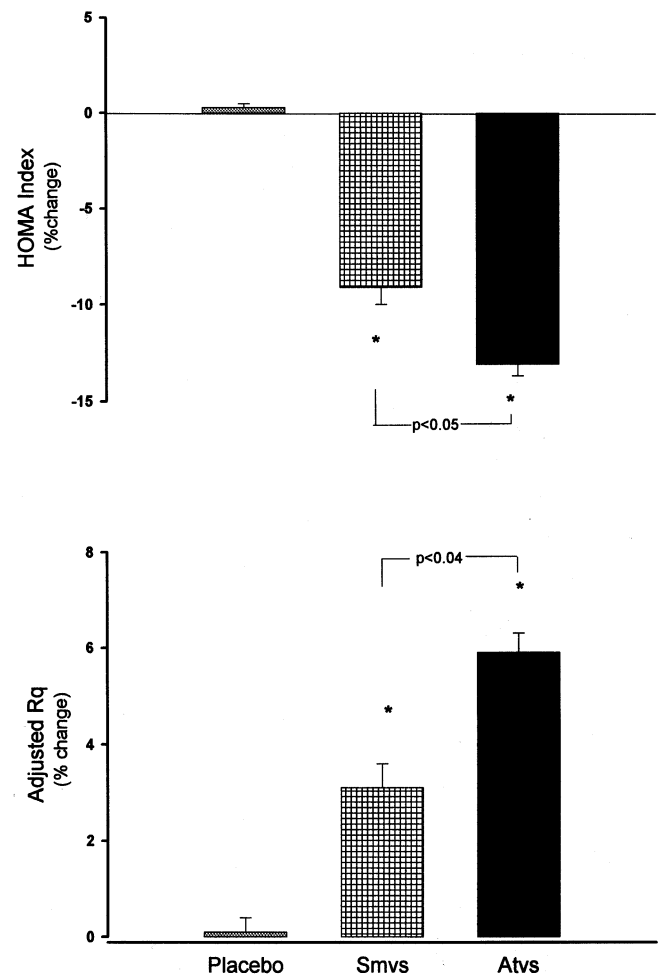 5
0
-5
-10
-15
HOMA Index
(%change)
*
*
p<0.05
8
6
4
2
0
Adjusted Rq
(% change)
p<0.04
*
*
Placebo Smvs Atvs